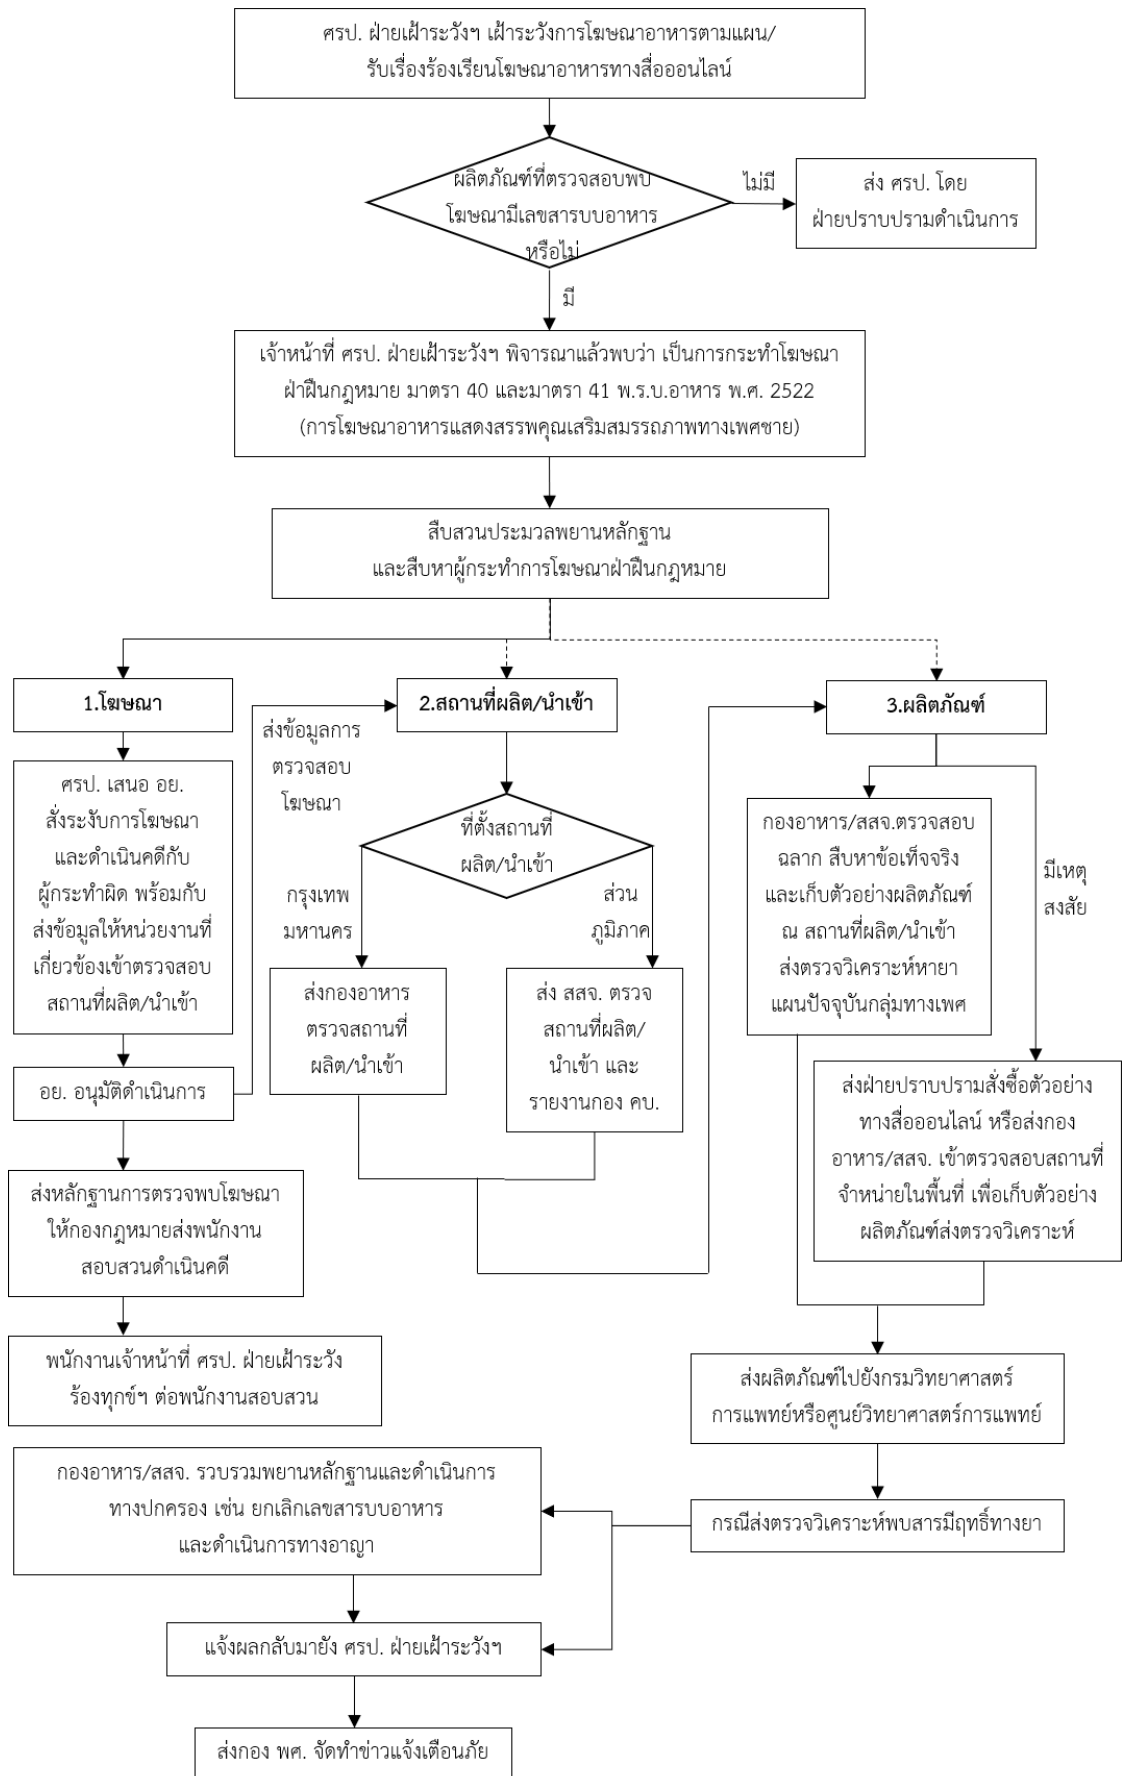 ศรป. ฝ่ายเฝ้าระวังฯ เฝ้าระวังการโฆษณาอาหารตามแผน/
รับเรื่องร้องเรียนโฆษณาอาหารทางสื่อออนไลน์
ผลิตภัณฑ์ที่ตรวจสอบพบ
โฆษณามีเลขสารบบอาหาร
หรือไม่
ไม่มี
ส่ง ศรป. โดย
ฝ่ายปราบปรามดำเนินการ
มี
เจ้าหน้าที่ ศรป. ฝ่ายเฝ้าระวังฯ พิจารณาแล้วพบว่า เป็นการกระทำโฆษณา
ฝ่าฝืนกฎหมาย มาตรา 40 และมาตรา 41 พ.ร.บ.อาหาร พ.ศ. 2522
(การโฆษณาอาหารแสดงสรรพคุณเสริมสมรรถภาพทางเพศชาย)
สืบสวนประมวลพยานหลักฐาน
และสืบหาผู้กระทำการโฆษณาฝ่าฝืนกฎหมาย
1.โฆษณา
ศรป. เสนอ อย.
สั่งระงับการโฆษณา
และดำเนินคดีกับ
ผู้กระทำผิด พร้อมกับ
ส่งข้อมูลให้หน่วยงานที่
เกี่ยวข้องเข้าตรวจสอบ
สถานที่ผลิต/นำเข้า
อย. อนุมัติดำเนินการ
ส่งหลักฐานการตรวจพบโฆษณา
ให้กองกฎหมายส่งพนักงาน
สอบสวนดำเนินคดี
พนักงานเจ้าหน้าที่ ศรป. ฝ่ายเฝ้าระวัง
ร้องทุกข์ฯ ต่อพนักงานสอบสวน
ส่งข้อมูลการ
ตรวจสอบ
โฆษณา
2.สถานที่ผลิต/นำเข้า
ที่ตั้งสถานที่
ผลิต/นำเข้า
กรุงเทพ
มหานคร
ส่วน
ภูมิภาค
ส่งกองอาหาร
ตรวจสถานที่
ผลิต/นำเข้า
ส่ง สสจ. ตรวจ
สถานที่ผลิต/
นำเข้า และ
รายงานกอง คบ.
3.ผลิตภัณฑ์
กองอาหาร/สสจ.ตรวจสอบ
ฉลาก สืบหาข้อเท็จจริง
และเก็บตัวอย่างผลิตภัณฑ์
ณ สถานที่ผลิต/นำเข้า
ส่งตรวจวิเคราะห์หายา
แผนปัจจุบันกลุ่มทางเพศ
มีเหตุ
สงสัย
ส่งฝ่ายปราบปรามสั่งซื้อตัวอย่าง
ทางสื่อออนไลน์ หรือส่งกอง
อาหาร/สสจ. เข้าตรวจสอบสถานที่
จำหน่ายในพื้นที่ เพื่อเก็บตัวอย่าง
ผลิตภัณฑ์ส่งตรวจวิเคราะห์
ส่งผลิตภัณฑ์ไปยังกรมวิทยาศาสตร์
การแพทย์หรือศูนย์วิทยาศาสตร์การแพทย์
กรณีส่งตรวจวิเคราะห์พบสารมีฤทธิ์ทางยา
กองอาหาร/สสจ. รวบรวมพยานหลักฐานและดำเนินการ
ทางปกครอง เช่น ยกเลิกเลขสารบบอาหาร
และดำเนินการทางอาญา
แจ้งผลกลับมายัง ศรป. ฝ่ายเฝ้าระวังฯ
ส่งกอง พศ. จัดทำข่าวแจ้งเตือนภัย